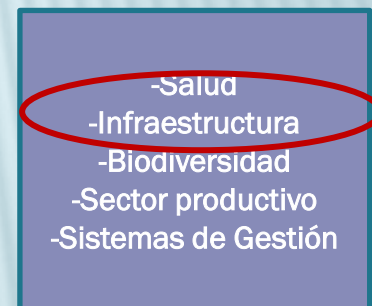 -Salud
-Infraestructura
-Biodiversidad
-Sector productivo
-Sistemas de Gestión